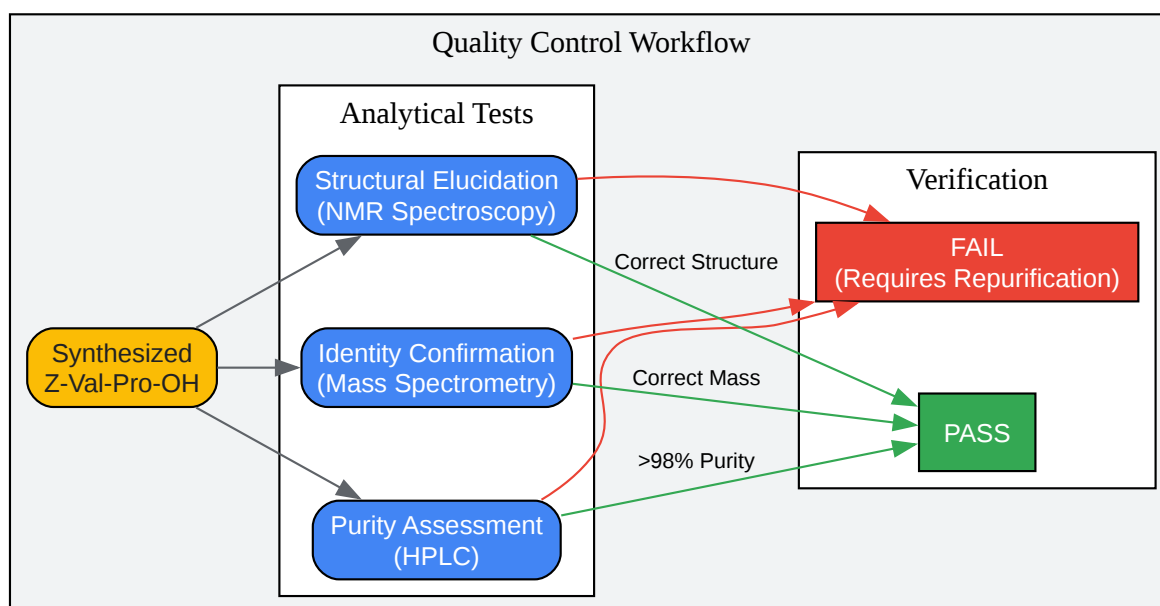 Quality Control Workflow
Analytical Tests
Verification
Structural Elucidation
(NMR Spectroscopy)
FAIL
(Requires Repurification)
Correct Structure
Synthesized
Z-Val-Pro-OH
Identity Confirmation
(Mass Spectrometry)
Correct Mass
PASS
>98% Purity
Purity Assessment
(HPLC)